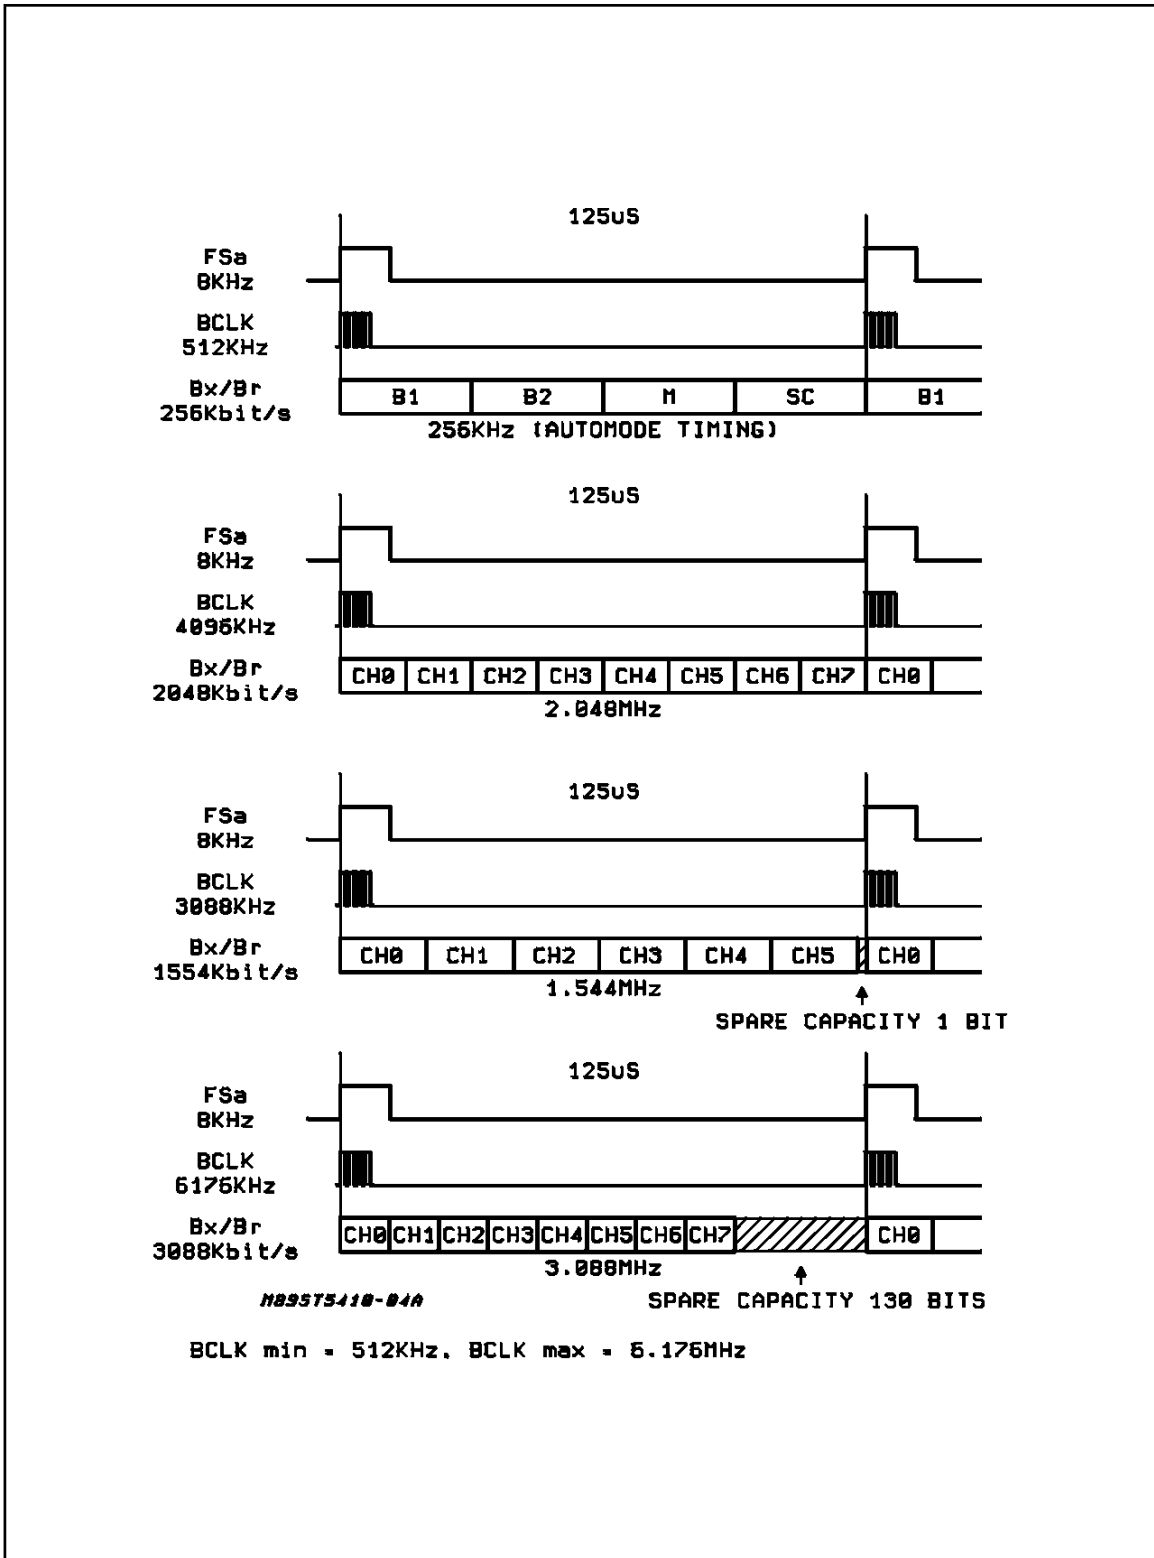 125uS
FSa
8KHz
BCLK
512KHz
Bx/Br
256Kbit/s
B1 B2 M SC B1
256KHz (AUTOMODE TIMING)
125uS
FSa
8KHz
BCLK
4096KHz
Bx/Br
2048Kbit/s
CH0 CH1 CH2 CH3 CH4 CH5 CH6 CH7 CH0
2.048MHz
125uS
FSa
8KHz
BCLK
3088KHz
Bx/Br
1554Kbit/s
CH0 CH1 CH2 CH3 CH4 CH5 CH0
1.544MHz
SPARE CAPACITY 1 BIT
125uS
FSa
8KHz
BCLK
6176KHz
Bx/Br
3088Kbit/s
CH0 CH1 CH2 CH3 CH4 CH5 CH6 CH7 CH0
3.088MHz
M89ST5410-04A
SPARE CAPACITY 130 BITS
BCLK min = 512KHz. BCLK max = 6.176MHz